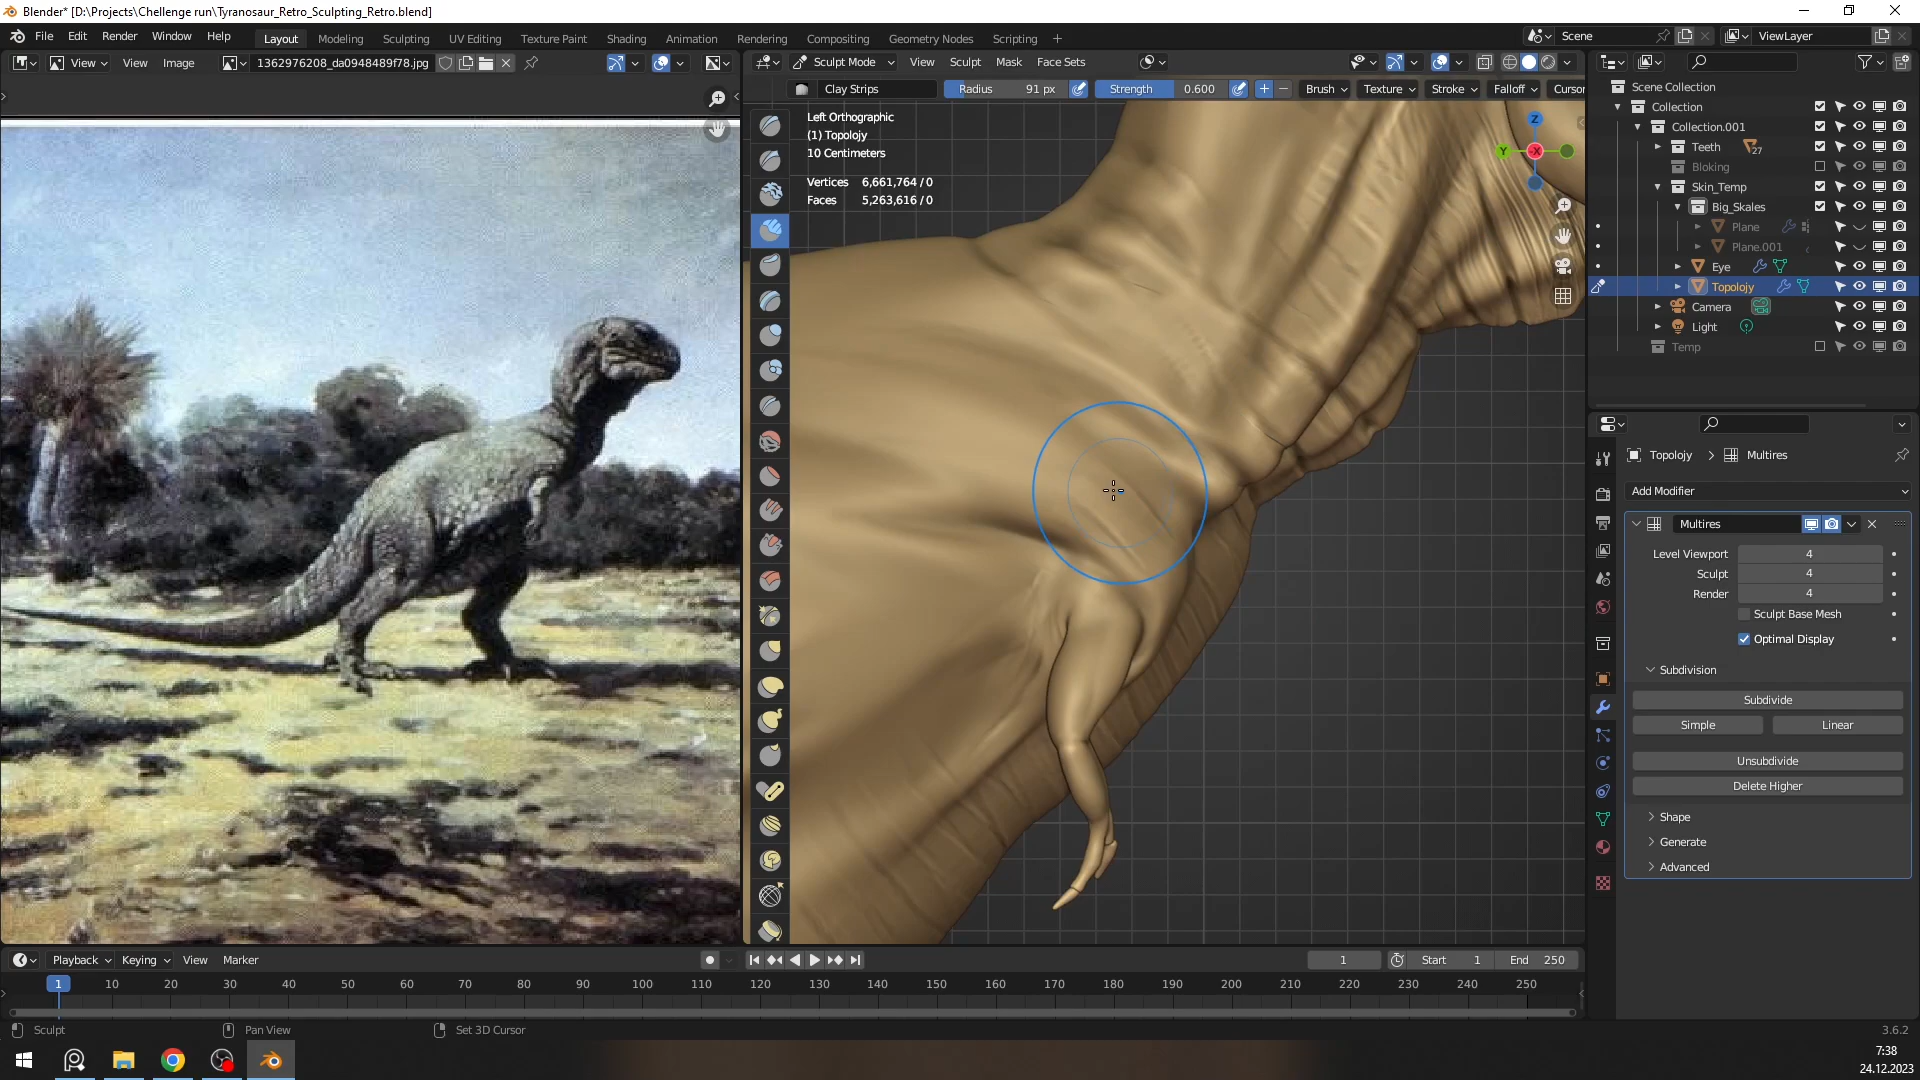 Blender* [D:\Projects\Chellenge run\Tyranosaur_Retro_Sculpting_Retro.blend]
File Edit Render Window Help
Layout Modeling Sculpting UV Editing Texture Paint Shading Animation Rendering Compositing Geometry Nodes Scripting
Scene
ViewLayer
View View Image 1362976208_da0948489f78.jpg
Sculpt Mode View Sculpt Mask Face Sets
Clay Strips Radius 91 px Strength 0.600 Brush Texture Stroke Falloff Cursor
Left Orthographic
(1) Topolojy
10 Centimeters
Vertices 6,661,764 / 0
Faces 5,263,616 / 0
Z
Y
-X
Scene Collection
Collection
Collection.001
Teeth 27
Bloking
Skin_Temp
Big_Skales
Plane
Plane.001
Eye
Topolojy
Camera
Light
Temp
Topolojy > Multires
Add Modifier
Multires
Level Viewport 4
Sculpt 4
Render 4
Sculpt Base Mesh
Optimal Display
Subdivision
Subdivide
Simple Linear
Unsubdivide
Delete Higher
Shape
Generate
Advanced
Playback Keying View Marker
1 Start 1 End 250
1 10 20 30 40 50 60 70 80 90 100 110 120 130 140 150 160 170 180 190 200 210 220 230 240 250
Sculpt Pan View Set 3D Cursor
3.6.2
7:38
24.12.2023